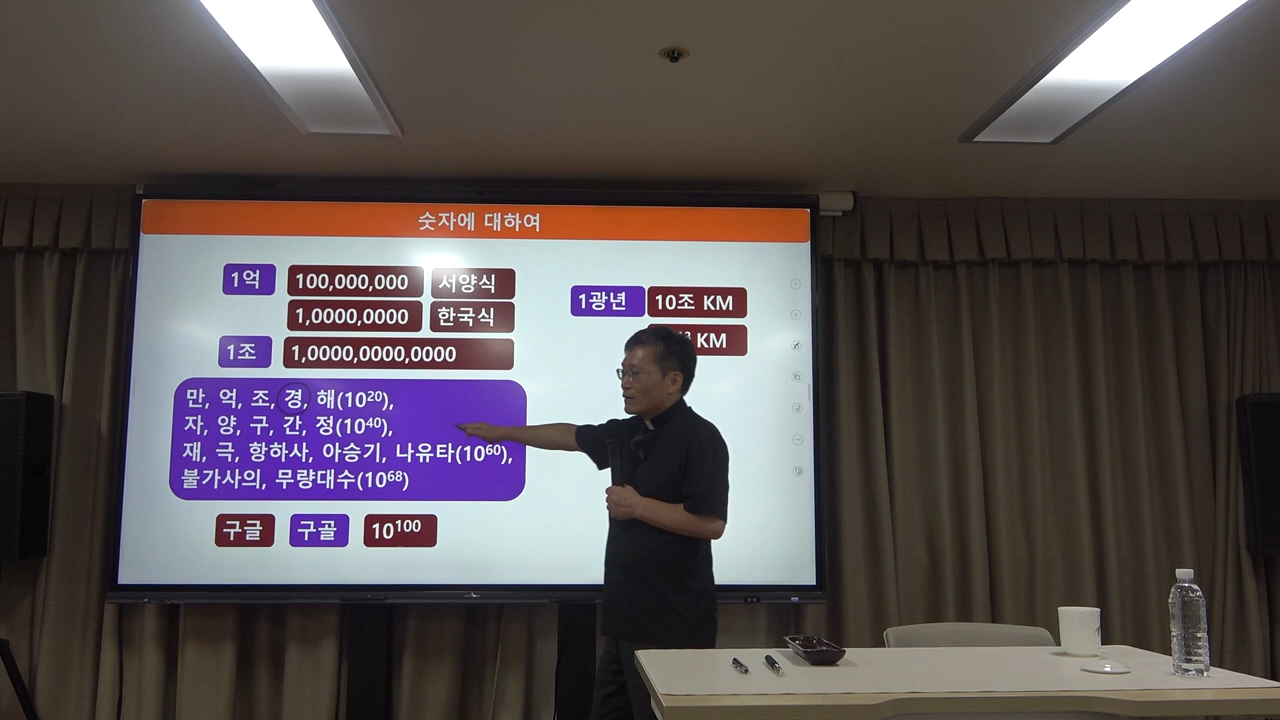 숫자에 대하여
1억 100,000,000 서양식
1,0000,0000 한국식
1조 1,0000,0000,0000
만, 억, 조, 경, 해(10²⁰),
자, 양, 구, 간, 정(10⁴⁰),
재, 극, 항하사, 아승기, 나유타(10⁶⁰),
불가사의, 무량대수(10⁶⁸)
구글 구골 10¹⁰⁰
1광년 10조 KM
KM